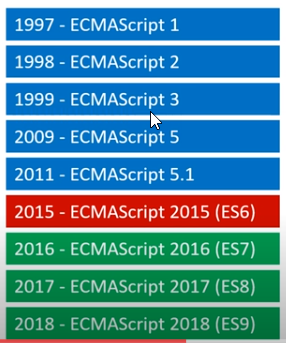 1997 - ECMAScript 1
1998 - ECMAScript 2
1999 - ECMAScript 3
2009 - ECMAScript 5
2011 - ECMAScript 5.1
2015 - ECMAScript 2015 (ES6)
2016 - ECMAScript 2016 (ES7)
2017 - ECMAScript 2017 (ES8)
2018 - ECMAScript 2018 (ES9)